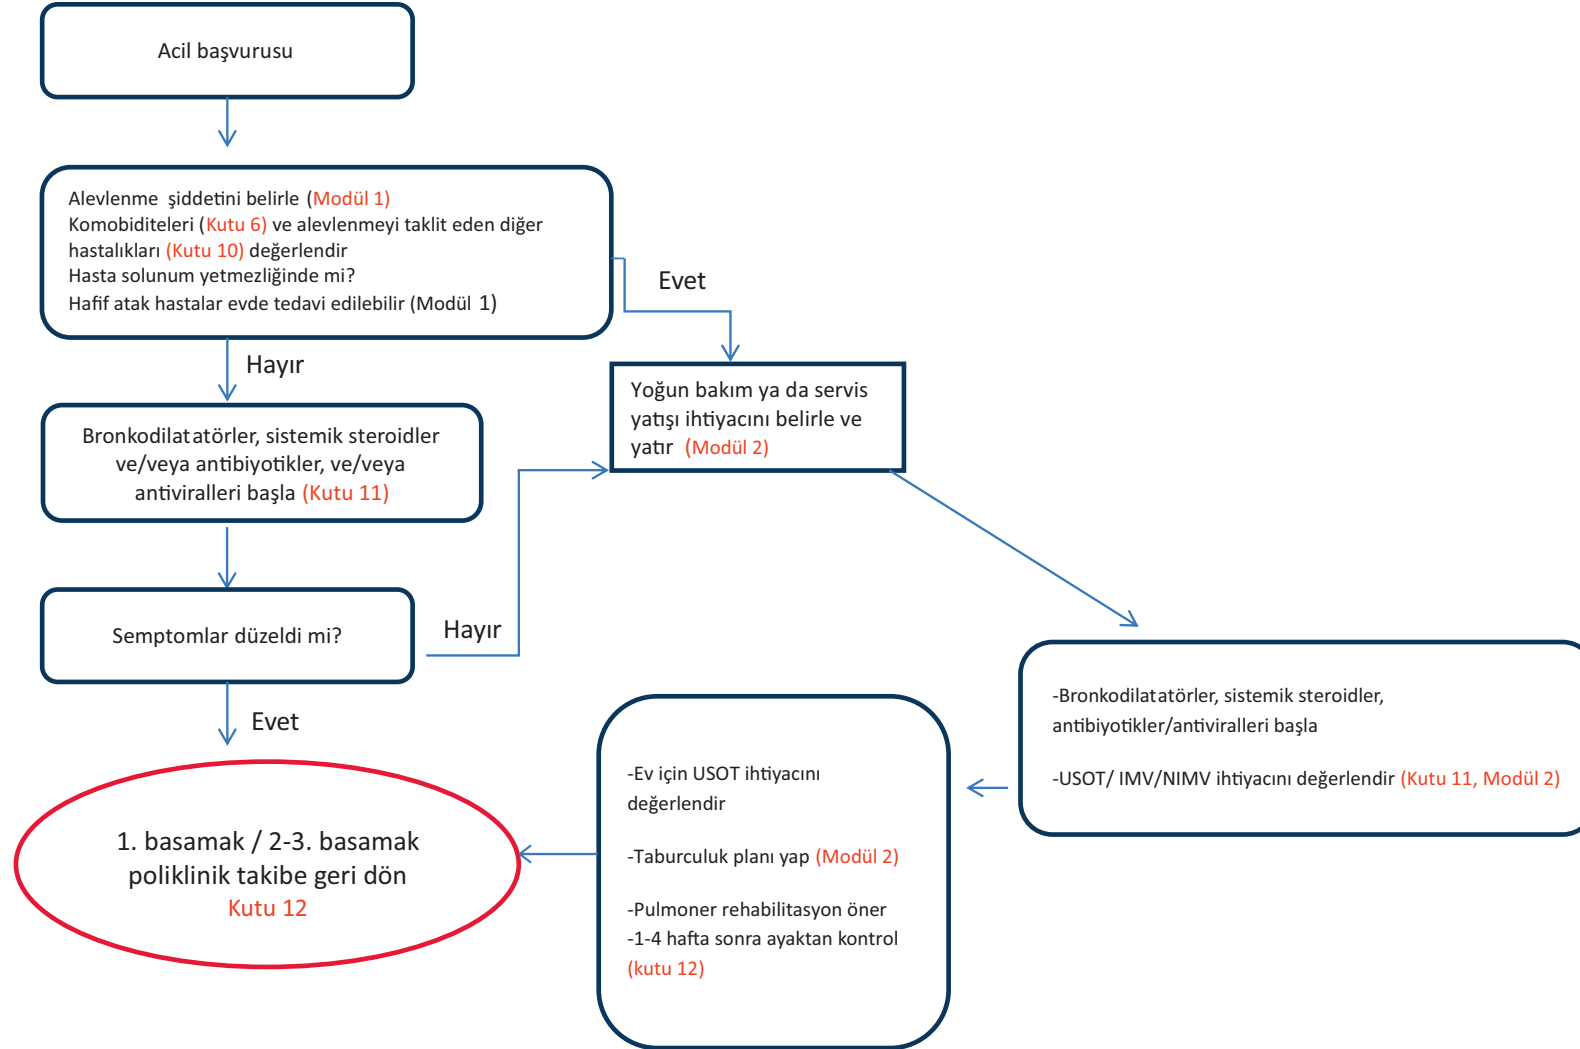 Acil başvurusu
Alevlenme şiddetini belirle (Modül 1)
Komobiditeleri (Kutu 6) ve alevlenmeyi taklit eden diğer
hastalıkları (Kutu 10) değerlendir
Hasta solunum yetmezliğinde mi?
Hafif atak hastalar evde tedavi edilebilir (Modül 1)
Evet
Hayır
Yoğun bakım ya da servis
yatışı ihtiyacını belirle ve
yatır (Modül 2)
Bronkodilatatörler, sistemik steroidler
ve/veya antibiyotikler, ve/veya
antiviralleri başla (Kutu 11)
Semptomlar düzeldi mi?
Hayır
Evet
-Bronkodilatatörler, sistemik steroidler,
antibiyotikler/antiviralleri başla
-USOT/ IMV/NIMV ihtiyacını değerlendir (Kutu 11, Modül 2)
-Ev için USOT ihtiyacını
değerlendir
-Taburculuk planı yap (Modül 2)
-Pulmoner rehabilitasyon öner
-1-4 hafta sonra ayaktan kontrol
(kutu 12)
1. basamak / 2-3. basamak
poliklinik takibe geri dön
Kutu 12